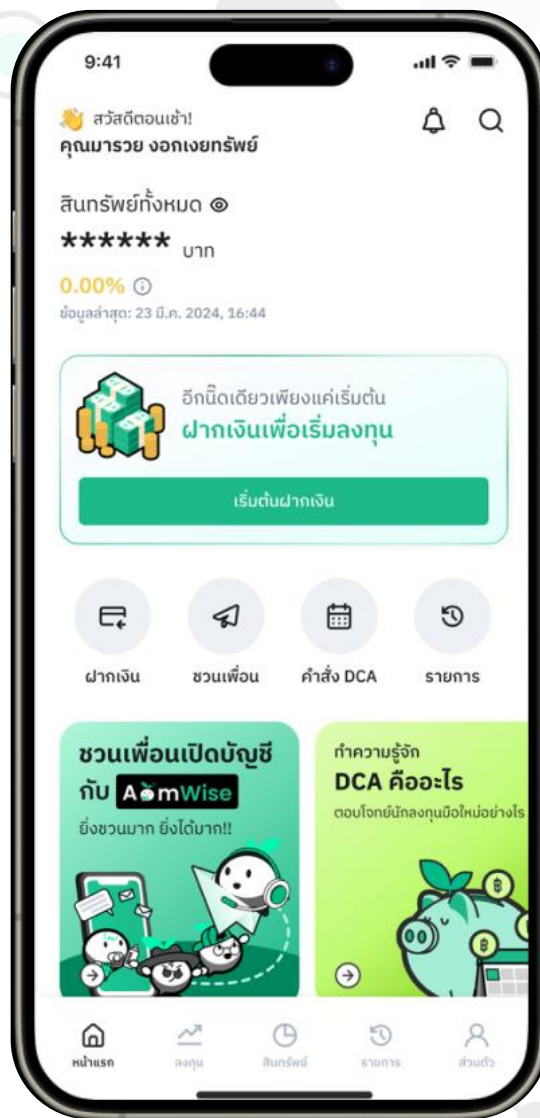 9:41
👋 สวัสดีตอนเช้า!
คุณมารวย งอกเงยทรัพย์
สินทรัพย์ทั้งหมด
****** บาท
0.00%
ข้อมูลล่าสุด: 23 มี.ค. 2024, 16:44
อีกนิ๊ดเดียวเพียงแค่เริ่มต้น
ฝากเงินเพื่อเริ่มลงทุน
เริ่มต้นฝากเงิน
ฝากเงิน ชวนเพื่อน คำสั่ง DCA รายการ
ชวนเพื่อนเปิดบัญชี
กับ AomWise
ยิ่งชวนมาก ยิ่งได้มาก!!
ทำความรู้จัก
DCA คืออะไร
ตอบโจทย์นักลงทุนมือใหม่อย่างไร
หน้าแรก ลงทุน สินทรัพย์ รายการ ส่วนตัว